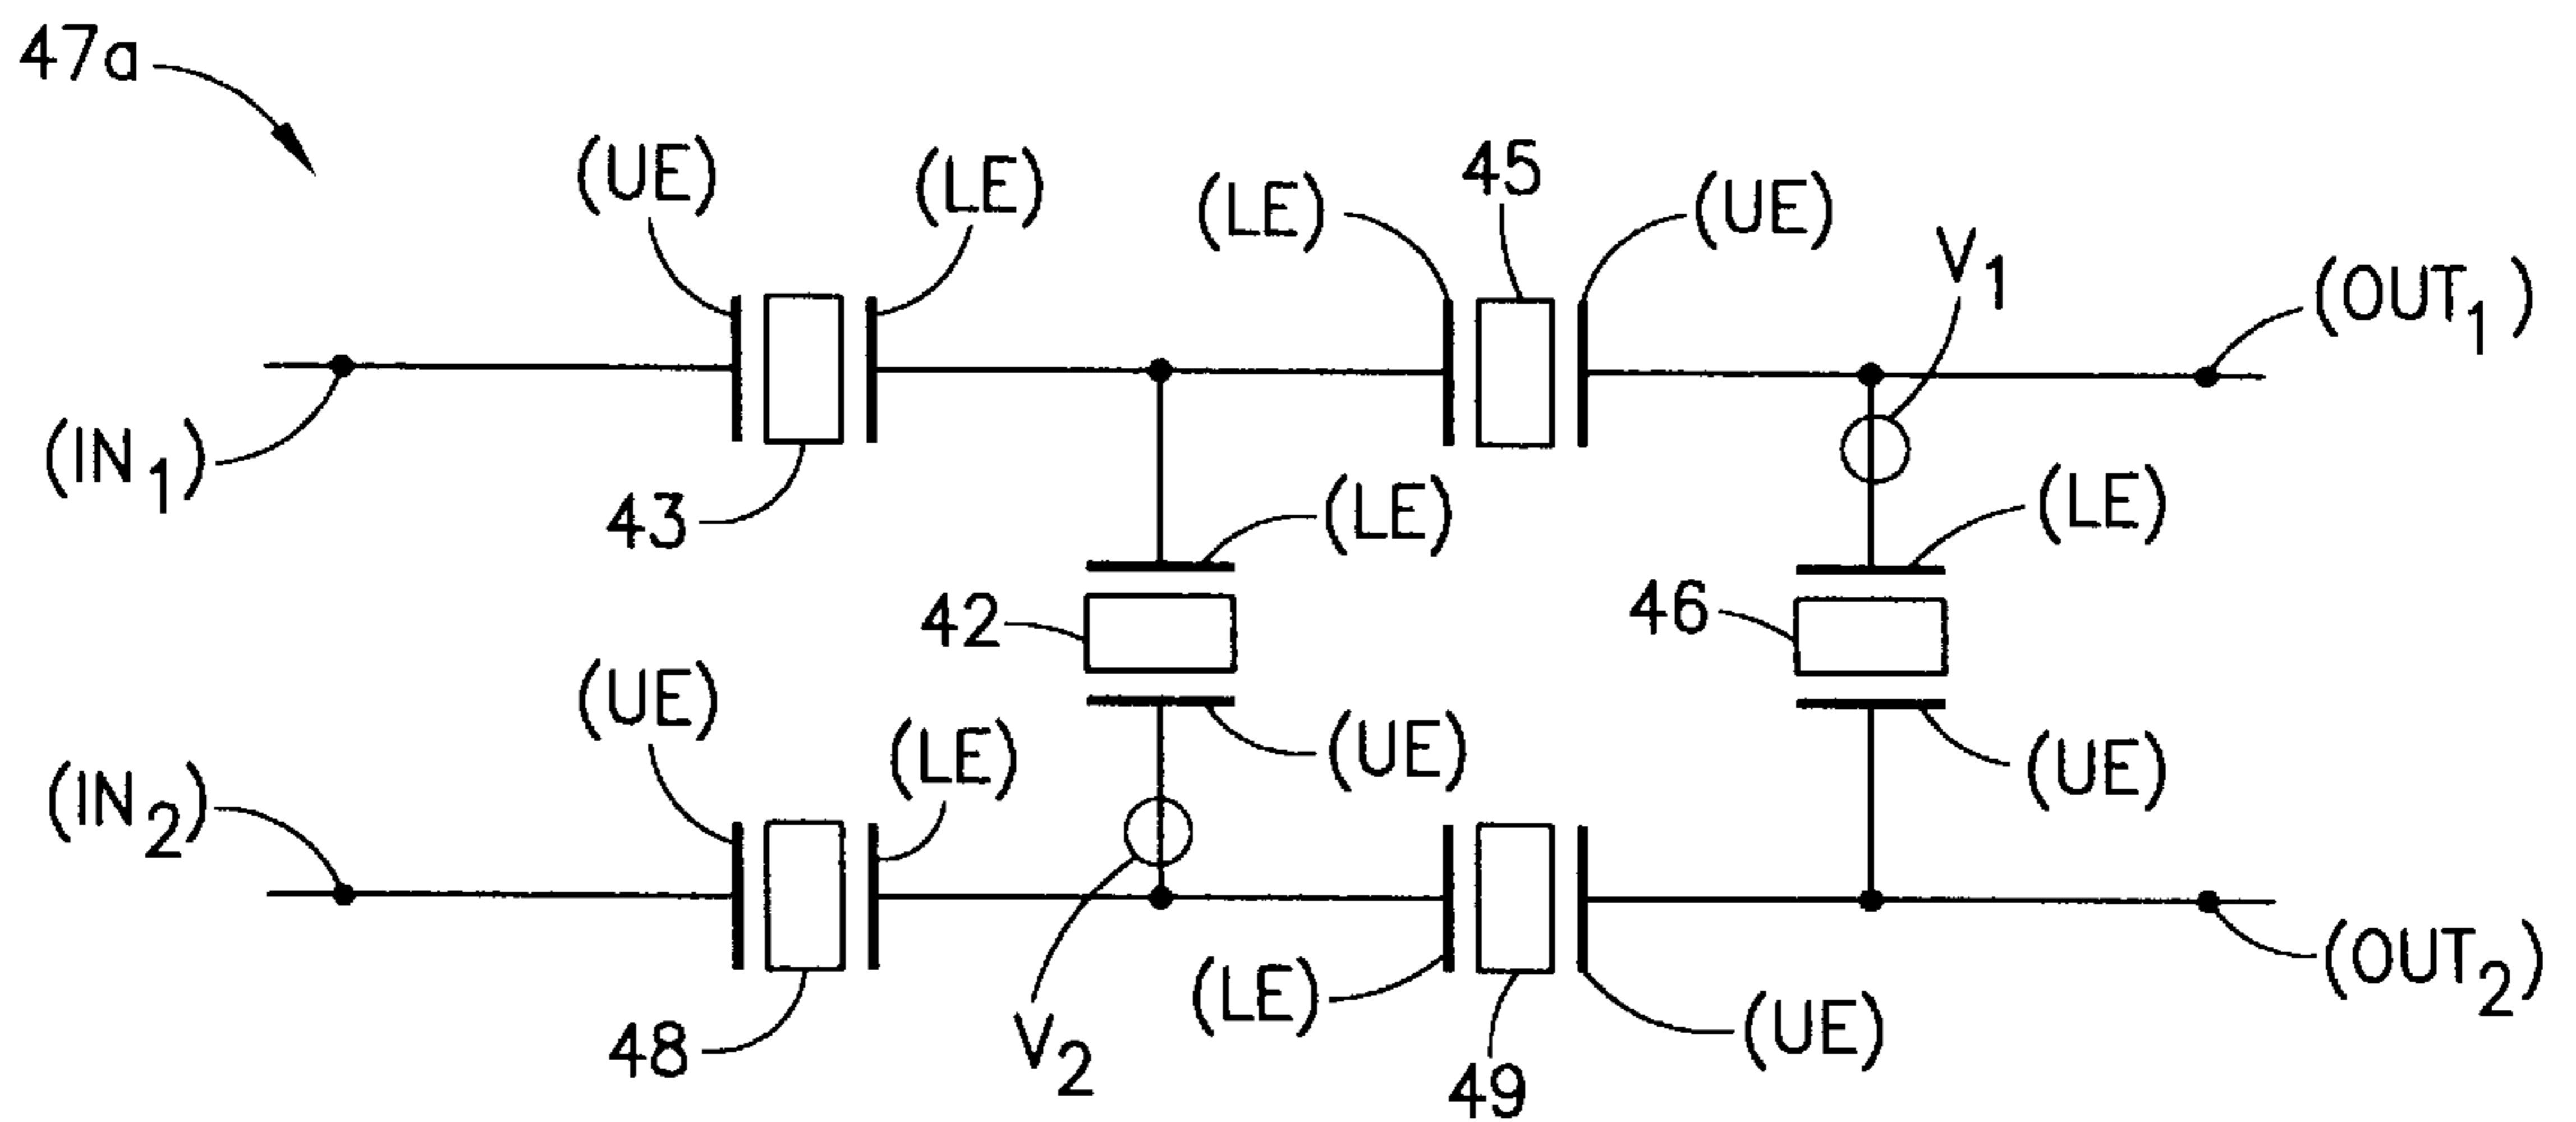 47a
(UE)
(LE)
(LE)
45
(UE)
V1
(OUT1)
(IN1)
43
(LE)
(LE)
42
46
(UE)
(LE)
(UE)
(UE)
(IN2)
48
V2
(LE)
49
(UE)
(OUT2)